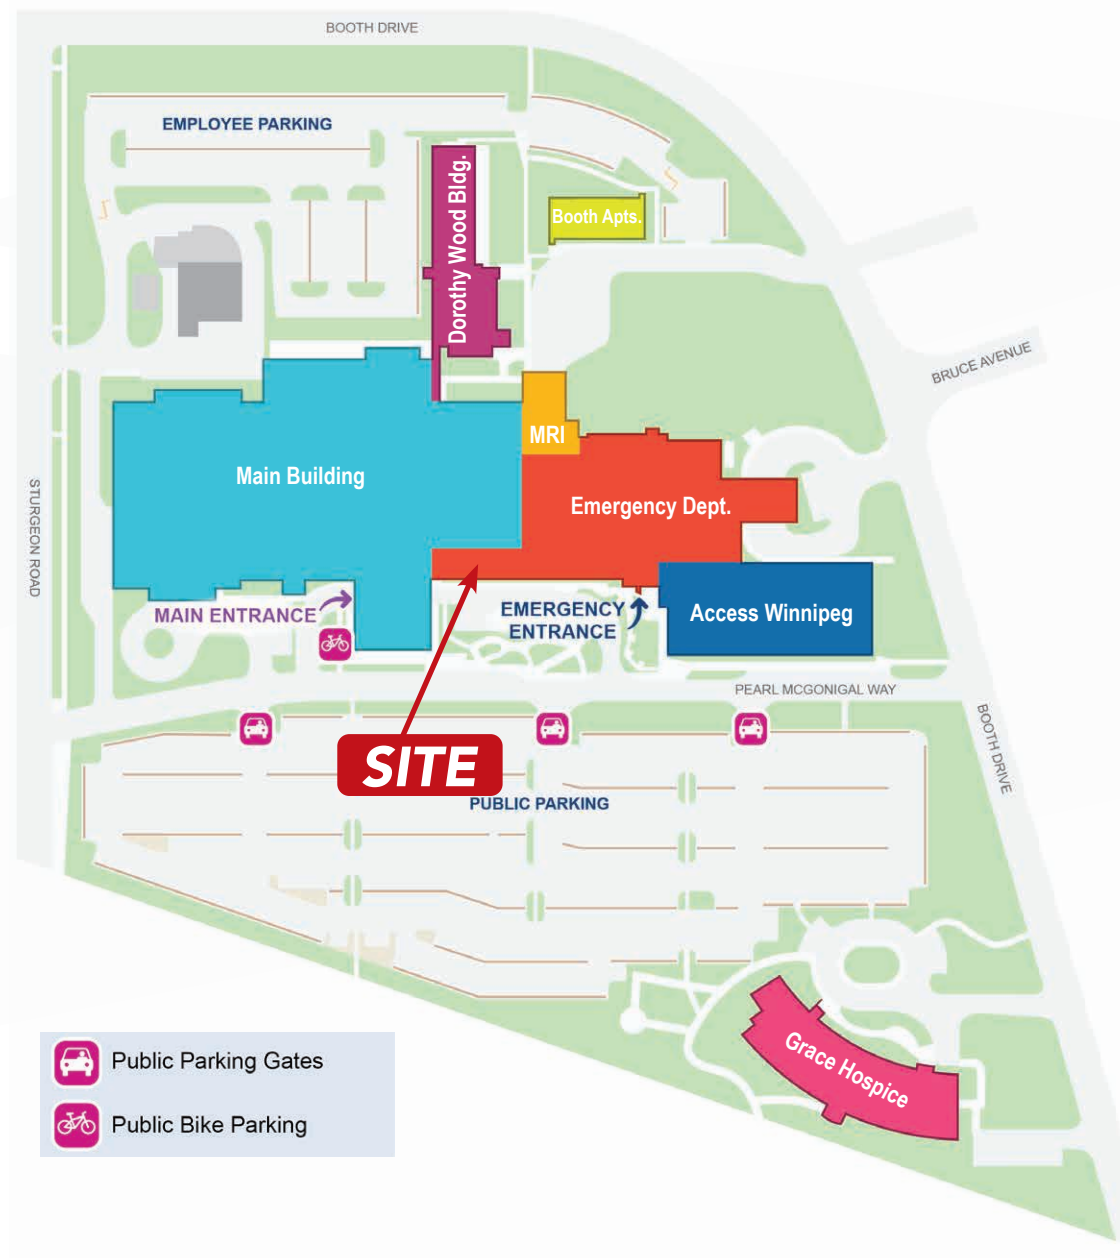 BOOTH DRIVE
EMPLOYEE PARKING
Dorothy Wood Bldg.
Booth Apts.
BRUCE AVENUE
MRI
Main Building
Emergency Dept.
STURGEON ROAD
MAIN ENTRANCE
EMERGENCY
ENTRANCE
Access Winnipeg
PEARL MCGONIGAL WAY
BOOTH DRIVE
SITE
PUBLIC PARKING
Grace Hospice
Public Parking Gates
Public Bike Parking